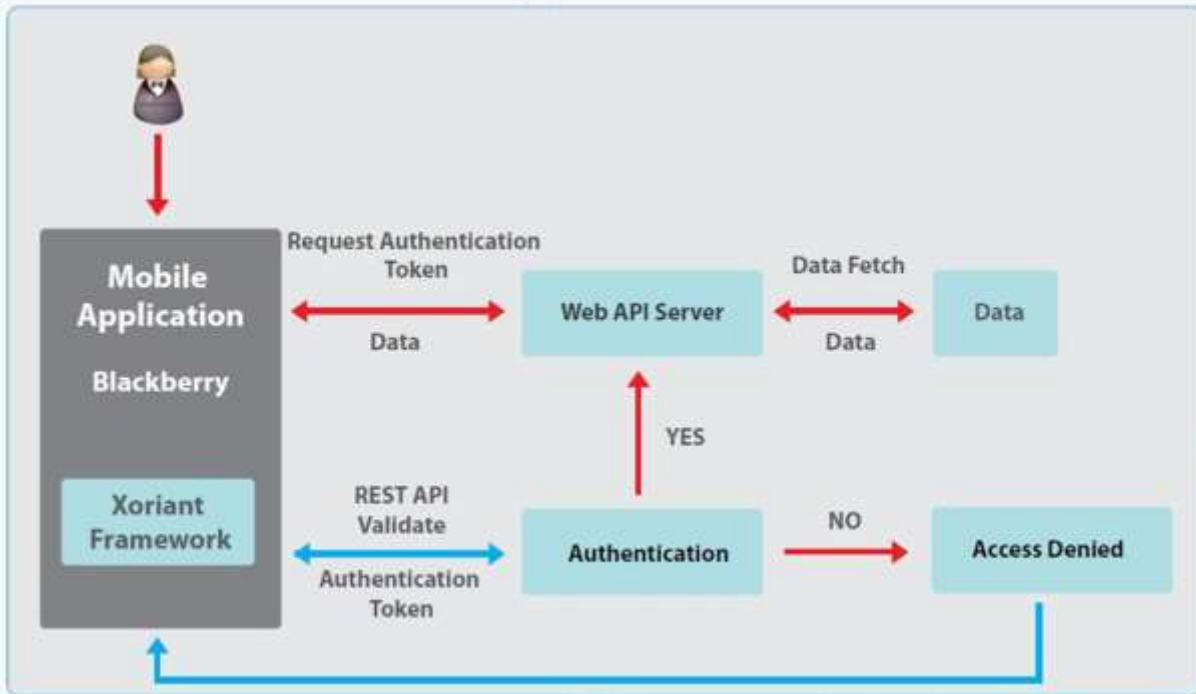 Mobile
Application
Blackberry
Xoriant
Framework
Request Authentication
Token
Data
Web API Server
Data Fetch
Data
Data
YES
REST API
Validate
Authentication
Token
Authentication
NO
Access Denied